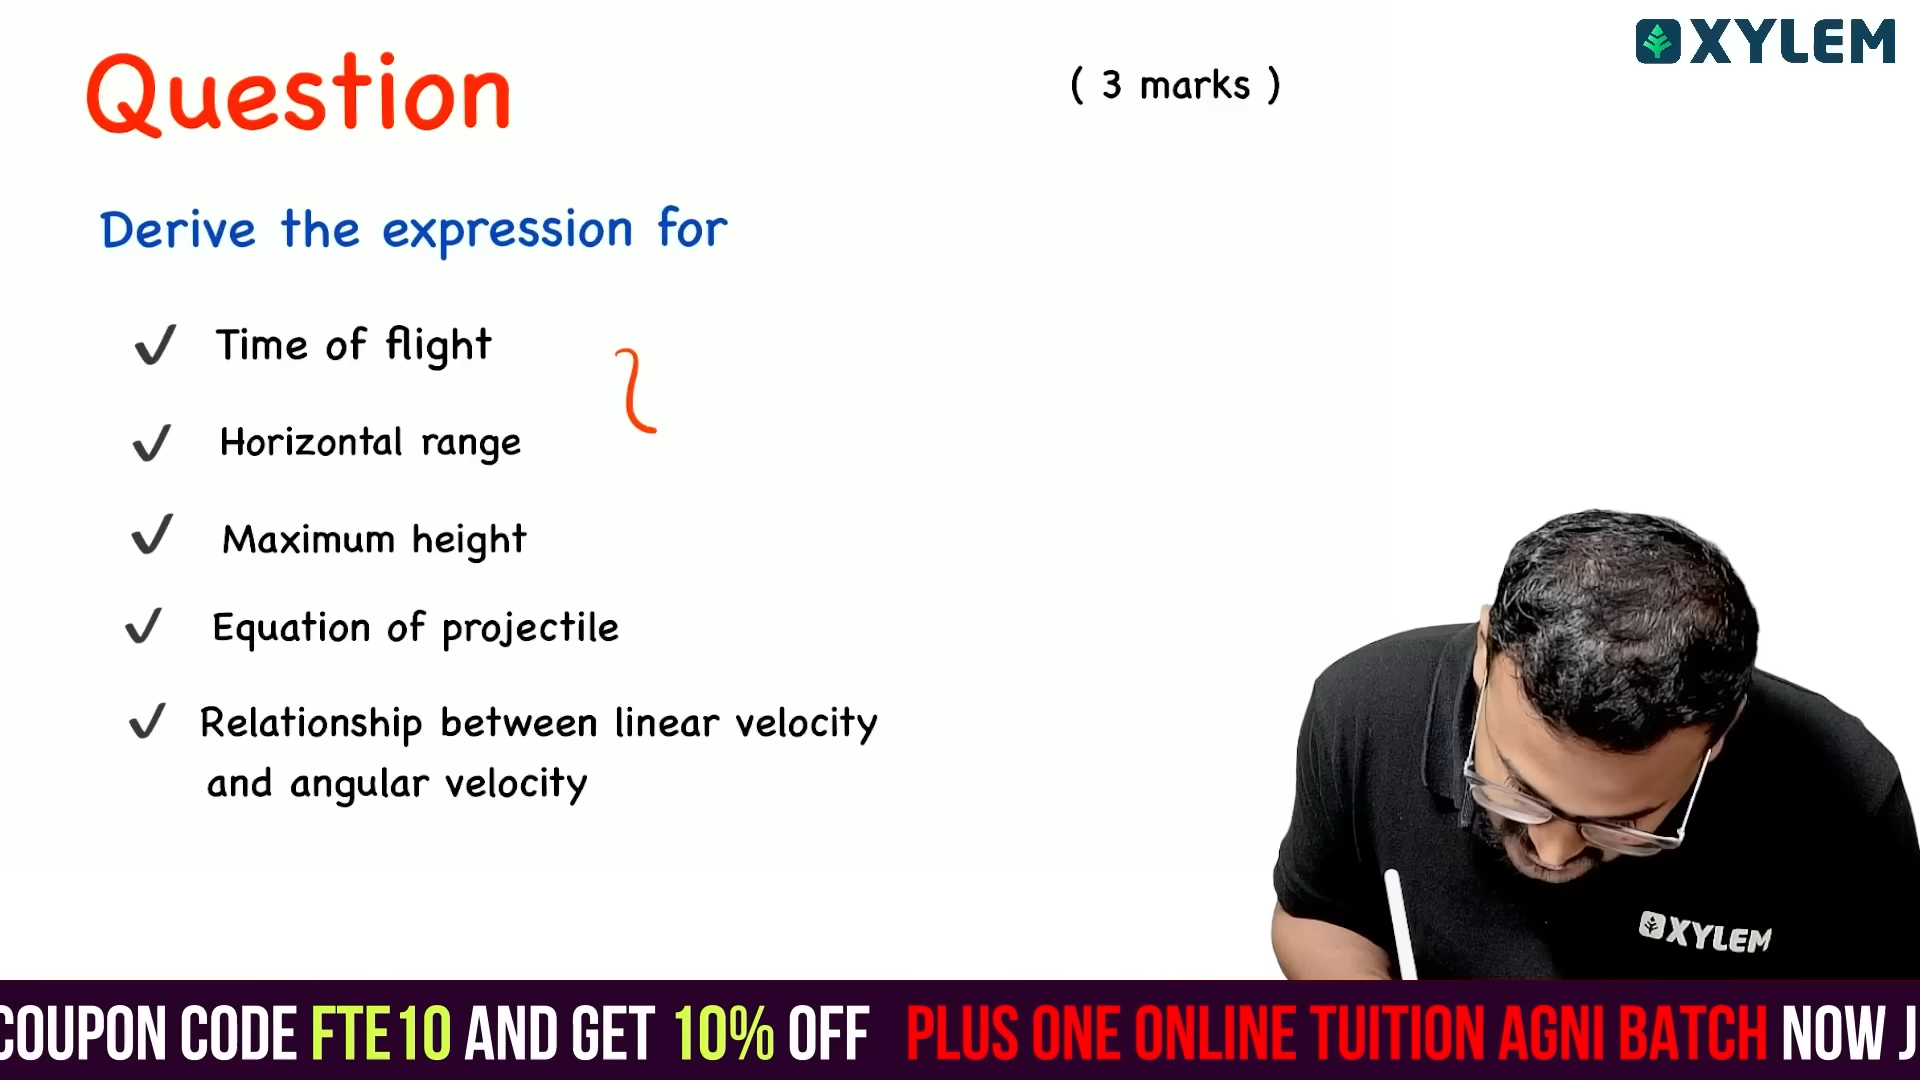 XYLEM
Question
( 3 marks )
Derive the expression for
✓ Time of flight
✓ Horizontal range
✓ Maximum height
✓ Equation of projectile
✓ Relationship between linear velocity
and angular velocity
XYLEM
COUPON CODE FTE10 AND GET 10% OFF PLUS ONE ONLINE TUITION AGNI BATCH NOW J